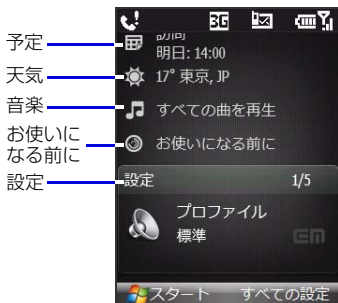 予定
天気
音楽
お使いに
なる前に
設定
3G
訪問
明日: 14:00
17° 東京, JP
すべての曲を再生
お使いになる前に
設定 1/5
プロファイル
標準
EM
スタート すべての設定